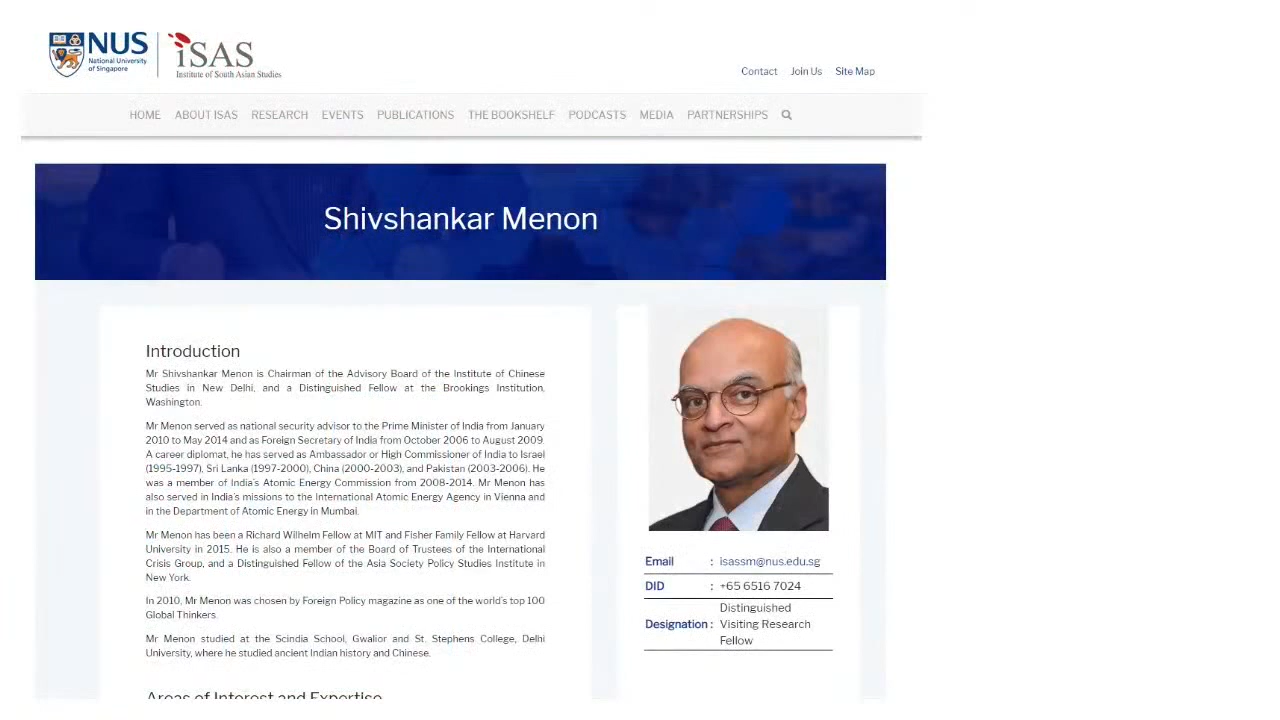 NUS
National University
of Singapore
iSAS
Institute of South Asian Studies
Contact Join Us Site Map
HOME ABOUT ISAS RESEARCH EVENTS PUBLICATIONS THE BOOKSHELF PODCASTS MEDIA PARTNERSHIPS
Shivshankar Menon
Introduction
Mr Shivshankar Menon is Chairman of the Advisory Board of the Institute of Chinese
Studies in New Delhi, and a Distinguished Fellow at the Brookings Institution,
Washington.
Mr Menon served as national security advisor to the Prime Minister of India from January
2010 to May 2014 and as Foreign Secretary of India from October 2006 to August 2009.
A career diplomat, he has served as Ambassador or High Commissioner of India to Israel
(1995-1997), Sri Lanka (1997-2000), China (2000-2003), and Pakistan (2003-2006). He
was a member of India's Atomic Energy Commission from 2008-2014. Mr Menon has
also served in India's missions to the International Atomic Energy Agency in Vienna and
in the Department of Atomic Energy in Mumbai.
Mr Menon has been a Richard Wilhelm Fellow at MIT and Fisher Family Fellow at Harvard
University in 2015. He is also a member of the Board of Trustees of the International
Crisis Group, and a Distinguished Fellow of the Asia Society Policy Studies Institute in
New York.
In 2010, Mr Menon was chosen by Foreign Policy magazine as one of the world's top 100
Global Thinkers.
Mr Menon studied at the Scindia School, Gwalior and St. Stephens College, Delhi
University, where he studied ancient Indian history and Chinese.
Areas of Interest and Expertise
Email : isassm@nus.edu.sg
DID : +65 6516 7024
Designation : Distinguished
Visiting Research
Fellow